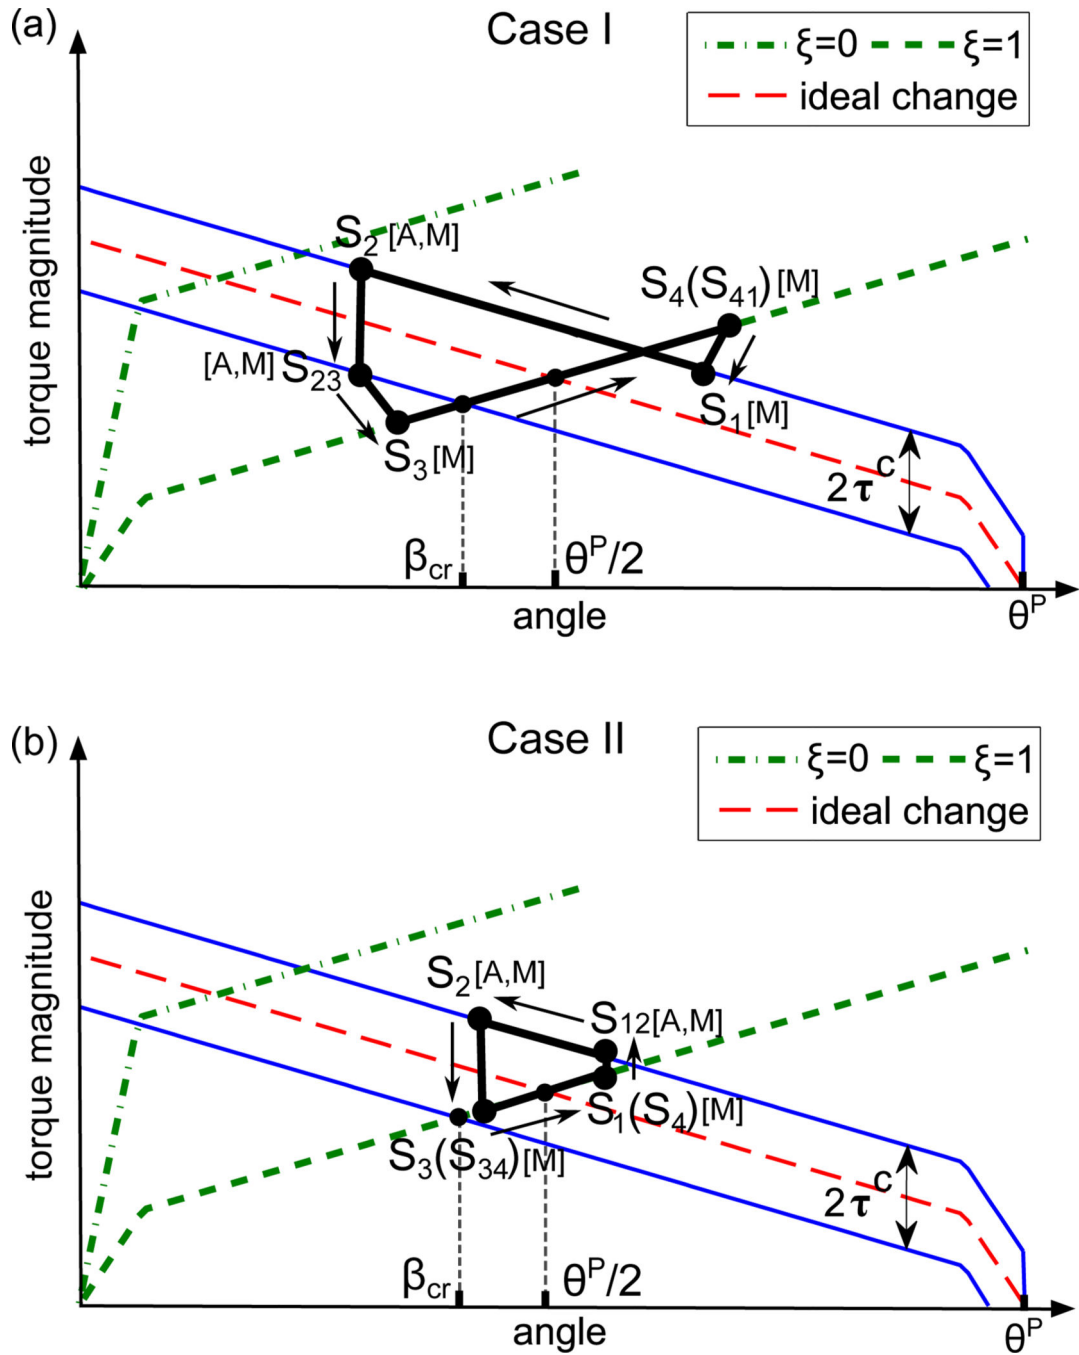 (a)
Case I
ξ=0 ξ=1
ideal change
torque magnitude
S2 [A,M]
S4(S41)[M]
[A,M] S23
S1[M]
S3[M]
2τc
βcr
θP/2
angle
θP
(b)
Case II
ξ=0 ξ=1
ideal change
torque magnitude
S2[A,M]
S12[A,M]
S1(S4)[M]
S3(S34)[M]
2τc
βcr
θP/2
angle
θP